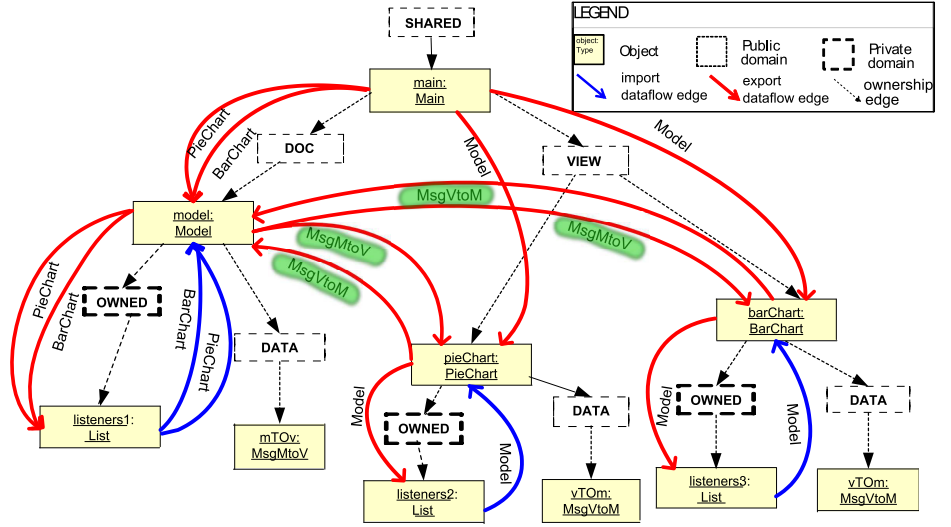 SHARED
LEGEND
object:
Type
Object
Public
domain
Private
domain
import
dataflow edge
export
dataflow edge
ownership
edge
main:
Main
PieChart
BarChart
DOC
Model
VIEW
Model
model:
Model
MsgVtoM
MsgMtoV
MsgMtoV
MsgVtoM
PieChart
BarChart
OWNED
BarChart
PieChart
DATA
barChart:
BarChart
pieChart:
PieChart
listeners1:
List
mTOv:
MsgMtoV
Model
OWNED
DATA
Model
Model
OWNED
DATA
Model
listeners2:
List
vTOm:
MsgVtoM
listeners3:
List
vTOm:
MsgVtoM